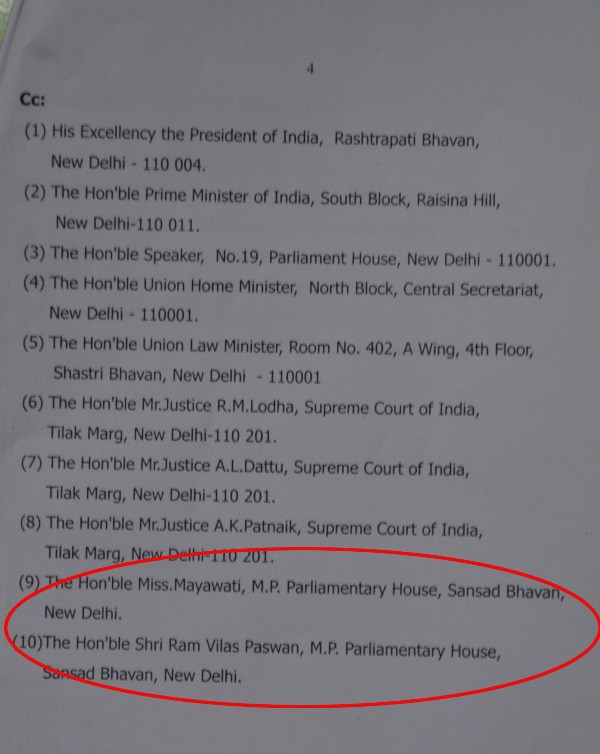 4
Cc:
(1) His Excellency the President of India, Rashtrapati Bhavan,
New Delhi - 110 004.
(2) The Hon'ble Prime Minister of India, South Block, Raisina Hill,
New Delhi-110 011.
(3) The Hon'ble Speaker, No.19, Parliament House, New Delhi - 110001.
(4) The Hon'ble Union Home Minister, North Block, Central Secretariat,
New Delhi - 110001.
(5) The Hon'ble Union Law Minister, Room No. 402, A Wing, 4th Floor,
Shastri Bhavan, New Delhi - 110001
(6) The Hon'ble Mr.Justice R.M.Lodha, Supreme Court of India,
Tilak Marg, New Delhi-110 201.
(7) The Hon'ble Mr.Justice A.L.Dattu, Supreme Court of India,
Tilak Marg, New Delhi-110 201.
(8) The Hon'ble Mr.Justice A.K.Patnaik, Supreme Court of India,
Tilak Marg, New Delhi-110 201.
(9) The Hon'ble Miss.Mayawati, M.P. Parliamentary House, Sansad Bhavan,
New Delhi.
(10)The Hon'ble Shri Ram Vilas Paswan, M.P. Parliamentary House,
Sansad Bhavan, New Delhi.